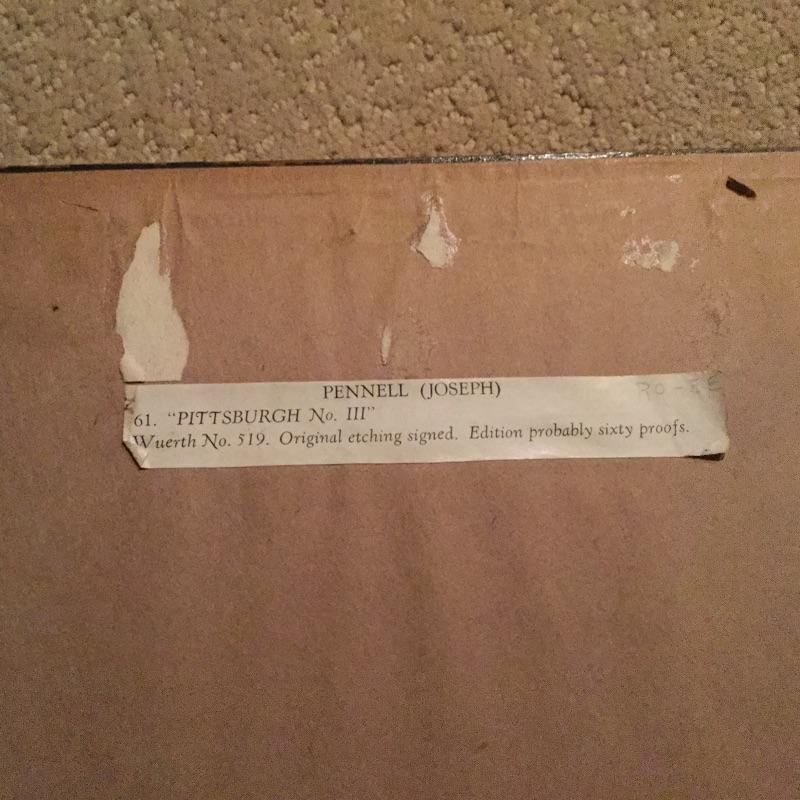 PENNELL (JOSEPH)
61. "PITTSBURGH No. III"
Wuerth No. 519. Original etching signed. Edition probably sixty proofs.